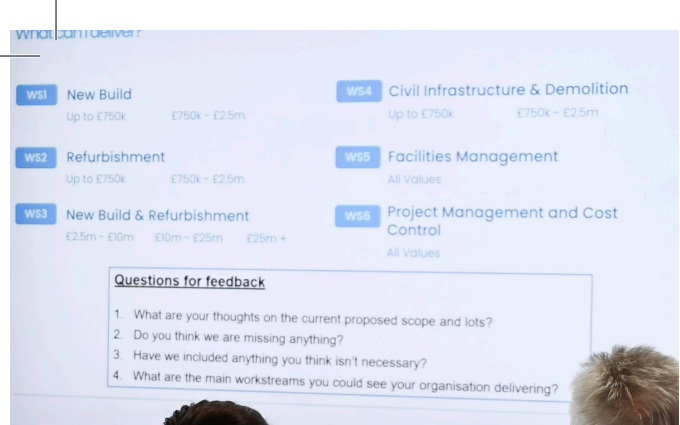 What can I deliver?
WS1 New Build
Up to £750k £750k - £2.5m
WS2 Refurbishment
Up to £750k £750k - £2.5m
WS3 New Build & Refurbishment
£2.5m - £10m £10m - £25m £25m +
WS4 Civil Infrastructure & Demolition
Up to £750k £750k - £2.5m
WS5 Facilities Management
All Values
WS6 Project Management and Cost
Control
All Values
Questions for feedback
1. What are your thoughts on the current proposed scope and lots?
2. Do you think we are missing anything?
3. Have we included anything you think isn't necessary?
4. What are the main workstreams you could see your organisation delivering?